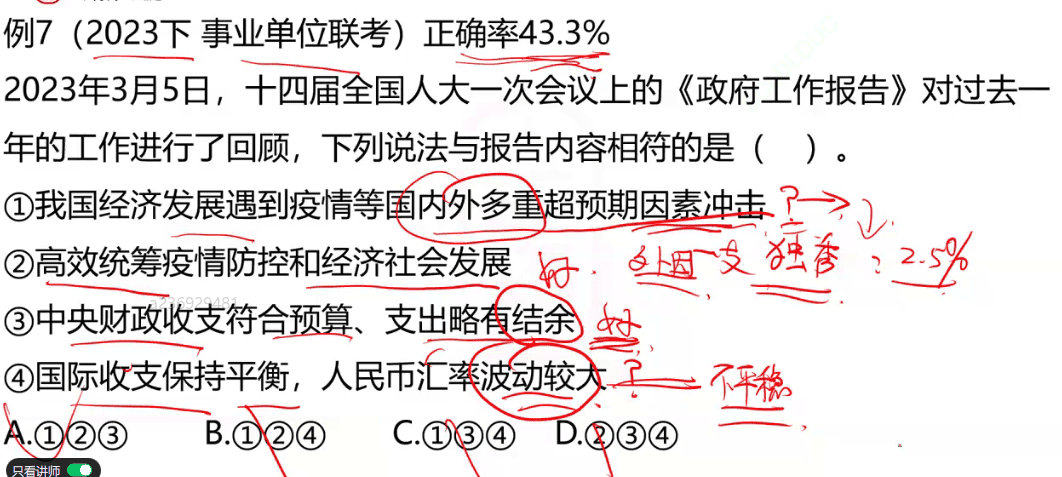 例7（2023下 事业单位联考）正确率43.3%
2023年3月5日，十四届全国人大一次会议上的《政府工作报告》对过去一
年的工作进行了回顾，下列说法与报告内容相符的是（　）。
①我国经济发展遇到疫情等国内外多重超预期因素冲击 ?
②高效统筹疫情防控和经济社会发展 好 外因 一支独秀：2.5%
a226929481
③中央财政收支符合预算、支出略有结余 好
④国际收支保持平衡，人民币汇率波动较大 ? 不平稳
A.①②③ B.①②④ C.①③④ D.②③④
只看讲师